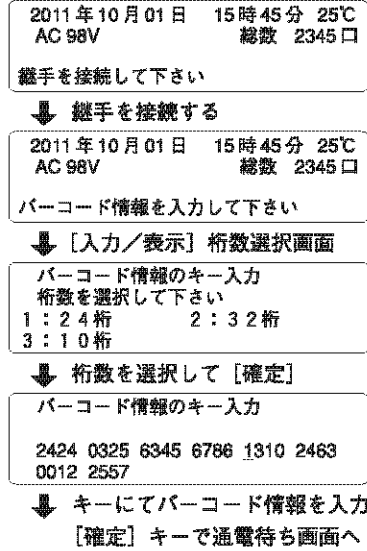 2011年10月01日 15時45分 25℃
AC 98V 総数 2345口
継手を接続して下さい
継手を接続する
2011年10月01日 15時45分 25℃
AC 98V 総数 2345口
バーコード情報を入力して下さい
[入力/表示] 桁数選択画面
バーコード情報のキー入力
桁数を選択して下さい
1:24桁 2:32桁
3:10桁
桁数を選択して [確定]
バーコード情報のキー入力
2424 0325 6345 6786 1310 2463
0012 2557
キーにてバーコード情報を入力
[確定] キーで通電待ち画面へ